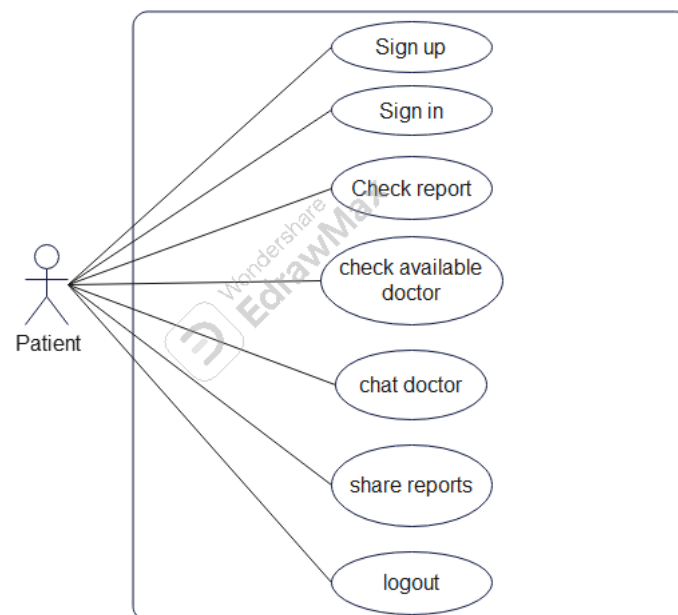 Sign up
Sign in
Check report
Wondershare
EdrawMax
check available
doctor
Patient
chat doctor
share reports
logout